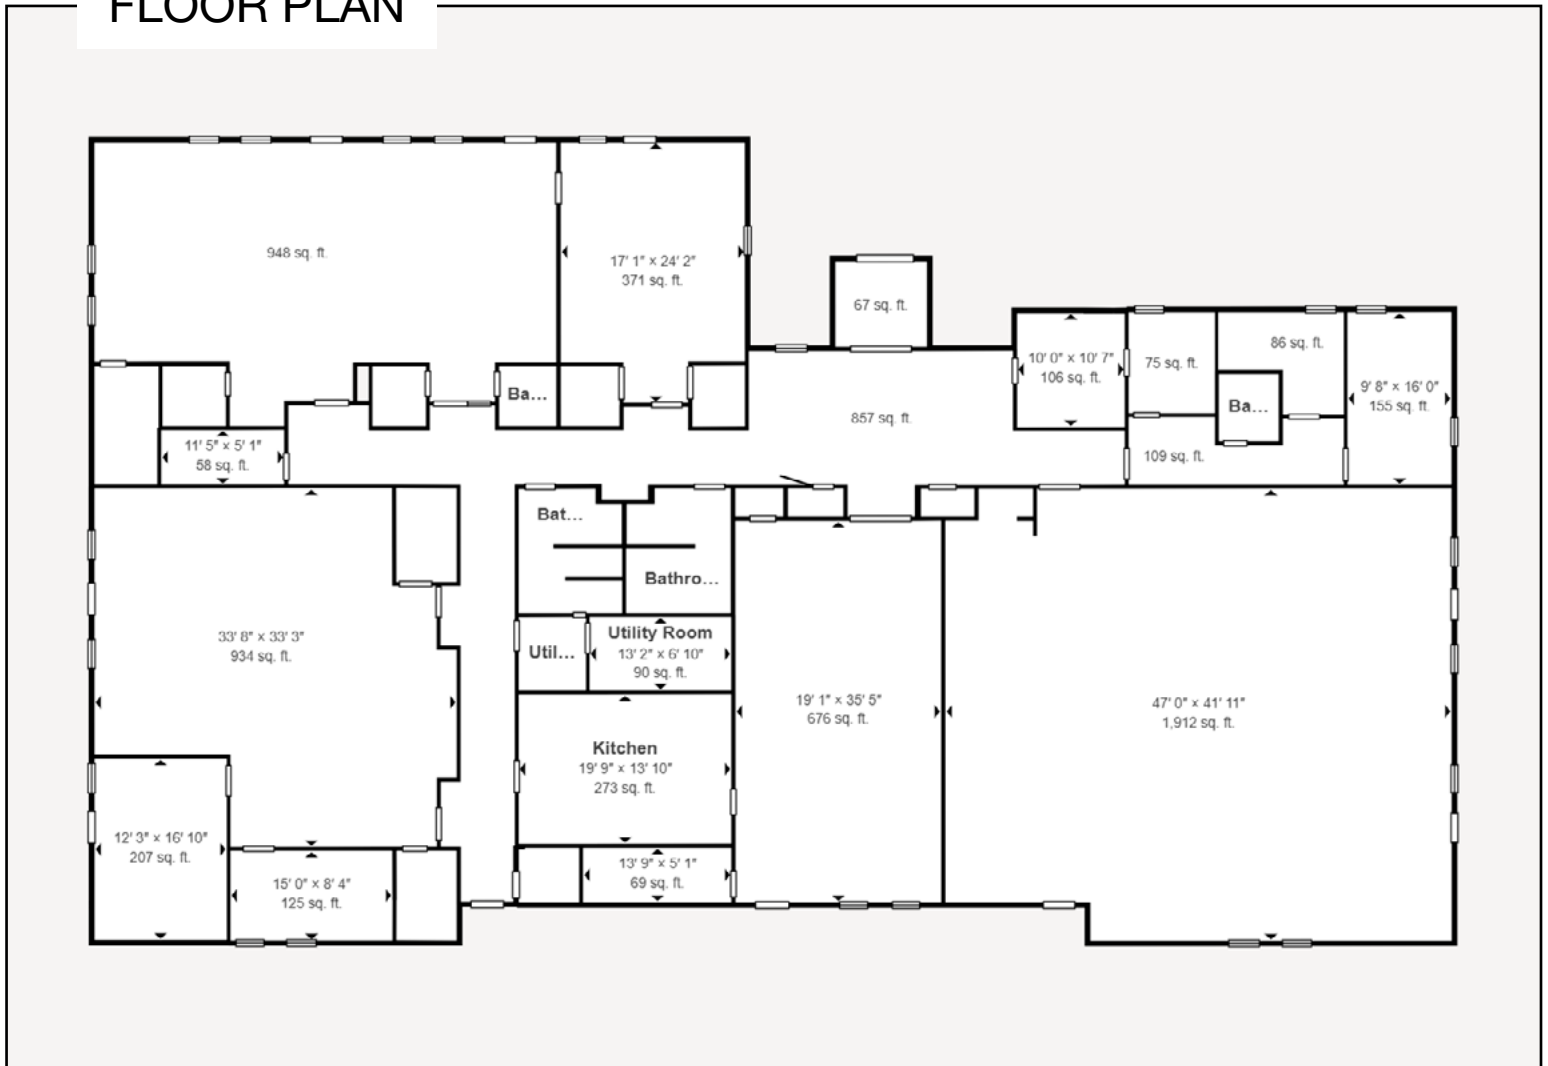 FLOOR PLAN
948 sq. ft.
17' 1" × 24' 2"
371 sq. ft.
67 sq. ft.
10' 0" × 10' 7"
106 sq. ft.
75 sq. ft.
86 sq. ft.
9' 8" × 16' 0"
155 sq. ft.
Ba...
Ba...
857 sq. ft.
11' 5" × 5' 1"
58 sq. ft.
109 sq. ft.
Bat...
Bathro...
33' 8" × 33' 3"
934 sq. ft.
Util...
Utility Room
13' 2" × 6' 10"
90 sq. ft.
19' 1" × 35' 5"
676 sq. ft.
47' 0" × 41' 11"
1,912 sq. ft.
Kitchen
19' 9" × 13' 10"
273 sq. ft.
12' 3" × 16' 10"
207 sq. ft.
15' 0" × 8' 4"
125 sq. ft.
13' 9" × 5' 1"
69 sq. ft.